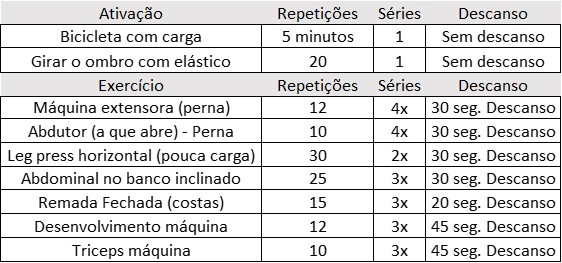 Ativação Repetições Séries Descanso
Bicicleta com carga 5 minutos 1 Sem descanso
Girar o ombro com elástico 20 1 Sem descanso
Exercício Repetições Séries Descanso
Máquina extensora (perna) 12 4x 30 seg. Descanso
Abdutor (a que abre) - Perna 10 4x 30 seg. Descanso
Leg press horizontal (pouca carga) 30 2x 30 seg. Descanso
Abdominal no banco inclinado 25 3x 30 seg. Descanso
Remada Fechada (costas) 15 3x 20 seg. Descanso
Desenvolvimento máquina 12 3x 45 seg. Descanso
Triceps máquina 10 3x 45 seg. Descanso